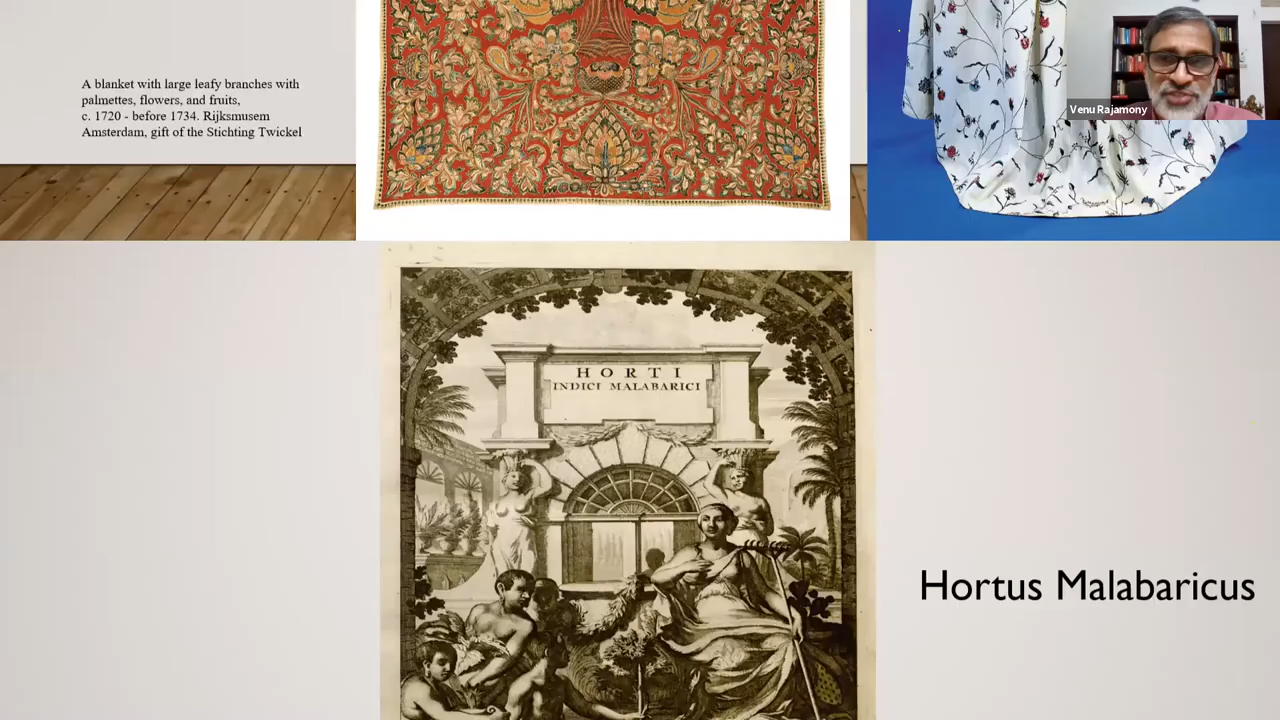 A blanket with large leafy branches with
palmettes, flowers, and fruits,
c. 1720 - before 1734. Rijksmusem
Amsterdam, gift of the Stichting Twickel
Venu Rajamony
HORTI
INDICI MALABARICI
Hortus Malabaricus